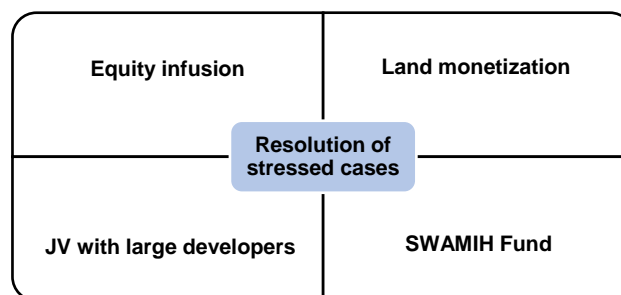 Equity infusion
Land monetization
Resolution of
stressed cases
JV with large developers
SWAMIH Fund